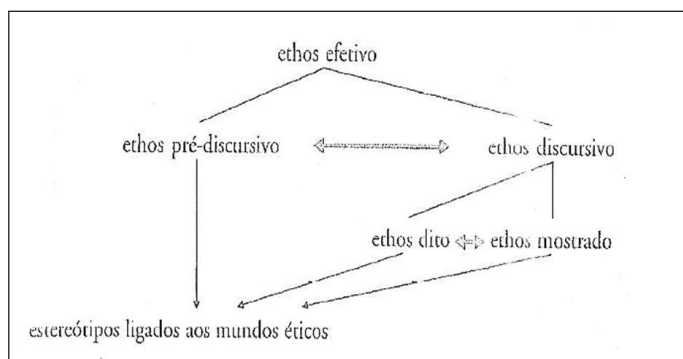 ethos efetivo
ethos pré-discursivo
ethos discursivo
ethos dito
ethos mostrado
estereótipos ligados aos mundos éticos